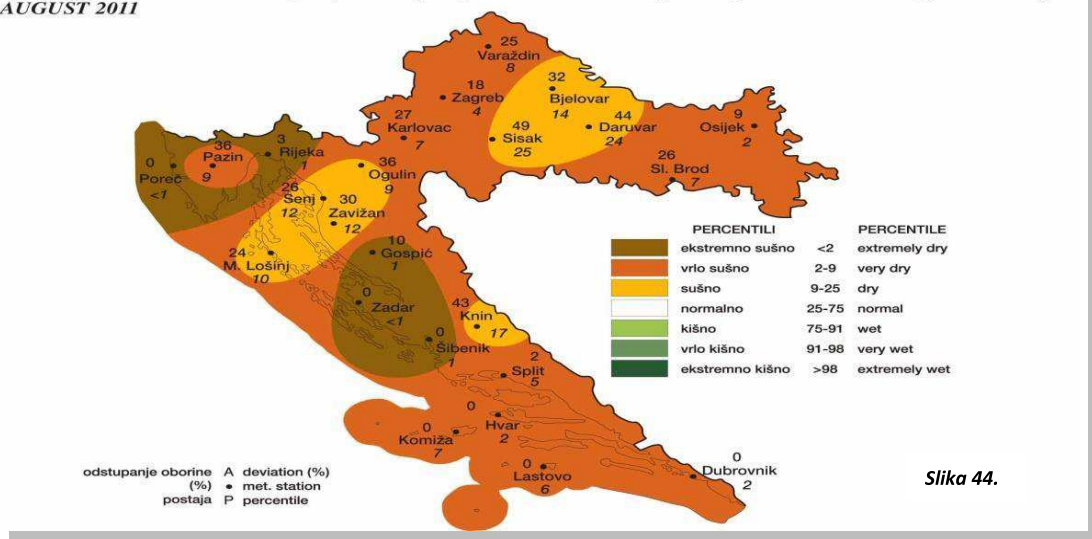 AUGUST 2011
25
Varaždin
8
18
Zagreb
4
32
Bjelovar
14
27
Karlovac
7
49
Sisak
25
44
Daruvar
24
9
Osijek
2
26
Sl. Brod
7
0
Poreč
<1
36
Pazin
9
3
Rijeka
1
36
Ogulin
9
26
Senj
12
30
Zavižan
12
24
M. Lošinj
10
10
Gospić
1
0
Zadar
<1
0
Šibenik
1
43
Knin
17
2
Split
5
0
Hvar
2
0
Komiža
7
0
Lastovo
6
0
Dubrovnik
2
PERCENTILI PERCENTILE
ekstremno sušno <2 extremely dry
vrlo sušno 2-9 very dry
sušno 9-25 dry
normalno 25-75 normal
kišno 75-91 wet
vrlo kišno 91-98 very wet
ekstremno kišno >98 extremely wet
odstupanje oborine A deviation (%)
(%) • met. station
postaja P percentile
Slika 44.